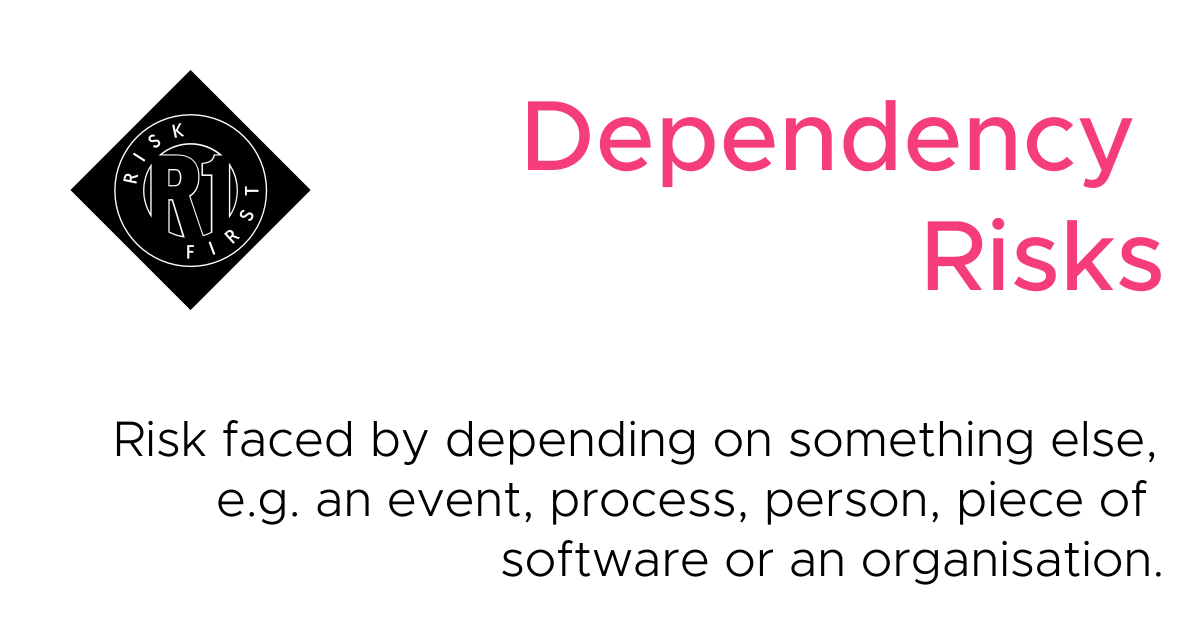 RISK
R1
FIRST
Dependency
Risks
Risk faced by depending on something else,
e.g. an event, process, person, piece of
software or an organisation.